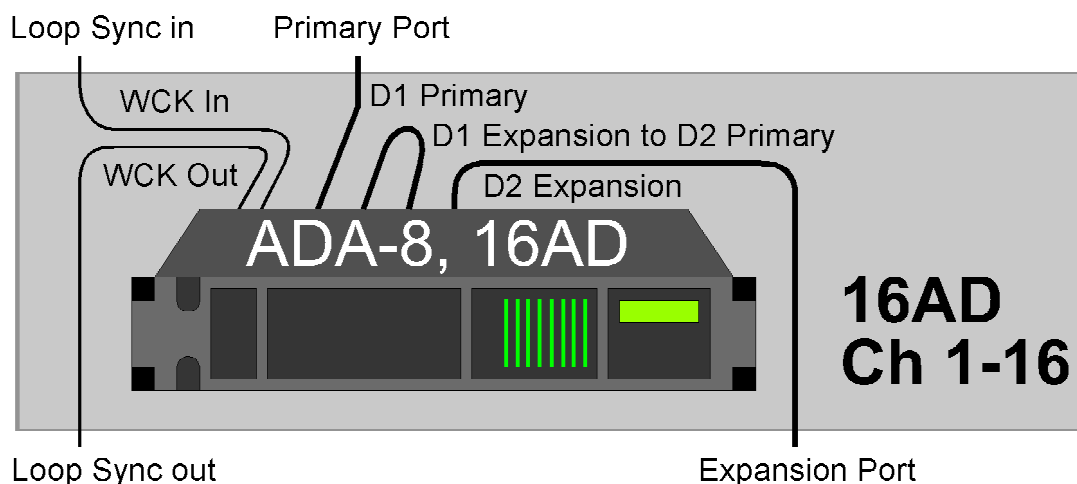 Loop Sync in
Primary Port
WCK In
D1 Primary
D1 Expansion to D2 Primary
WCK Out
D2 Expansion
ADA-8, 16AD
16AD
Ch 1-16
Loop Sync out
Expansion Port